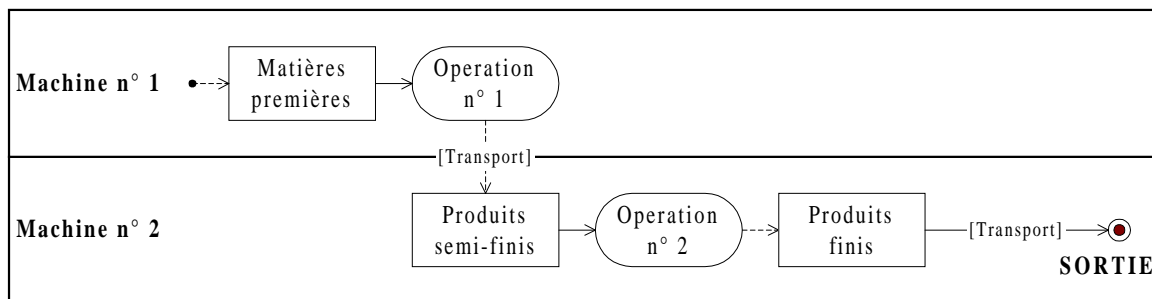 Machine n° 1
Matières
premières
Operation
n° 1
[Transport]
Machine n° 2
Produits
semi-finis
Operation
n° 2
Produits
finis
[Transport]
SORTIE